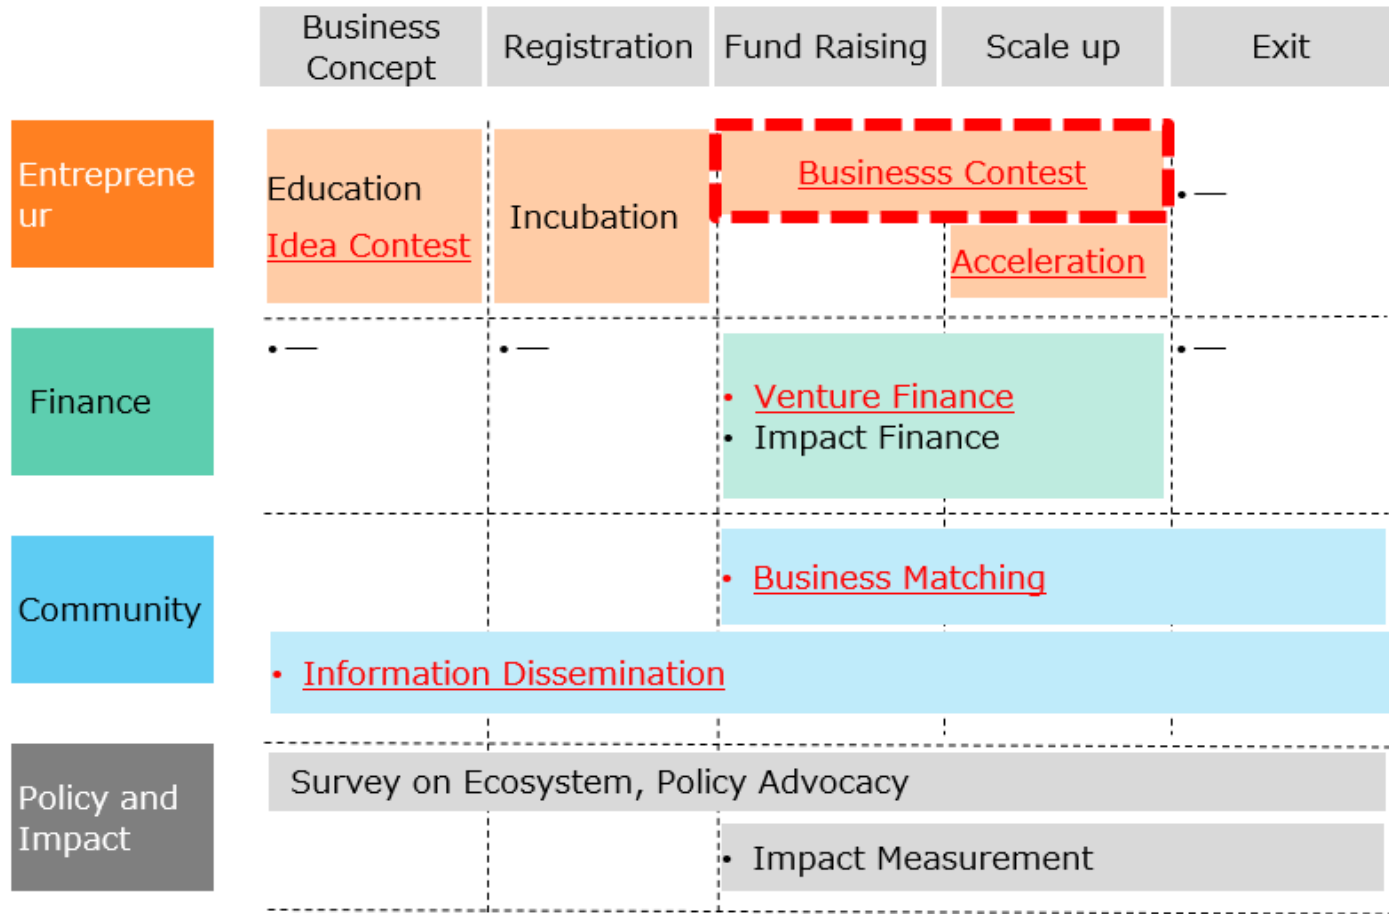 Business
Concept
Registration
Fund Raising
Scale up
Exit
Entreprene
ur
Education
Idea Contest
Incubation
Businesss Contest
Acceleration
• —
Finance
• —
• —
• Venture Finance
• Impact Finance
• —
Community
• Business Matching
• Information Dissemination
Policy and
Impact
Survey on Ecosystem, Policy Advocacy
• Impact Measurement